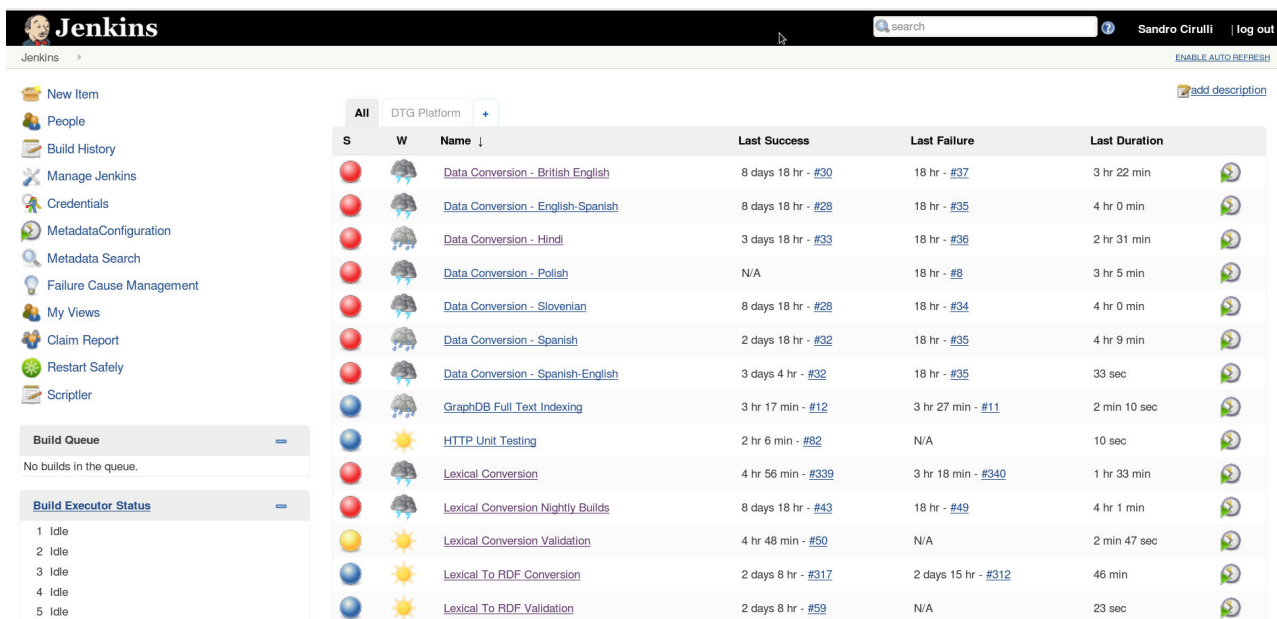 Jenkins
search
Sandro Cirulli | log out
Jenkins
ENABLE AUTO REFRESH
New Item
People
Build History
Manage Jenkins
Credentials
MetadataConfiguration
Metadata Search
Failure Cause Management
My Views
Claim Report
Restart Safely
Scriptler
Build Queue
No builds in the queue.
Build Executor Status
1 Idle
2 Idle
3 Idle
4 Idle
5 Idle
add description
All DTG Platform +
S W Name ↓ Last Success Last Failure Last Duration
Data Conversion - British English 8 days 18 hr - #30 18 hr - #37 3 hr 22 min
Data Conversion - English-Spanish 8 days 18 hr - #28 18 hr - #35 4 hr 0 min
Data Conversion - Hindi 3 days 18 hr - #33 18 hr - #36 2 hr 31 min
Data Conversion - Polish N/A 18 hr - #8 3 hr 5 min
Data Conversion - Slovenian 8 days 18 hr - #28 18 hr - #34 4 hr 0 min
Data Conversion - Spanish 2 days 18 hr - #32 18 hr - #35 4 hr 9 min
Data Conversion - Spanish-English 3 days 4 hr - #32 18 hr - #35 33 sec
GraphDB Full Text Indexing 3 hr 17 min - #12 3 hr 27 min - #11 2 min 10 sec
HTTP Unit Testing 2 hr 6 min - #82 N/A 10 sec
Lexical Conversion 4 hr 56 min - #339 3 hr 18 min - #340 1 hr 33 min
Lexical Conversion Nightly Builds 8 days 18 hr - #43 18 hr - #49 4 hr 1 min
Lexical Conversion Validation 4 hr 48 min - #50 N/A 2 min 47 sec
Lexical To RDF Conversion 2 days 8 hr - #317 2 days 15 hr - #312 46 min
Lexical To RDF Validation 2 days 8 hr - #59 N/A 23 sec